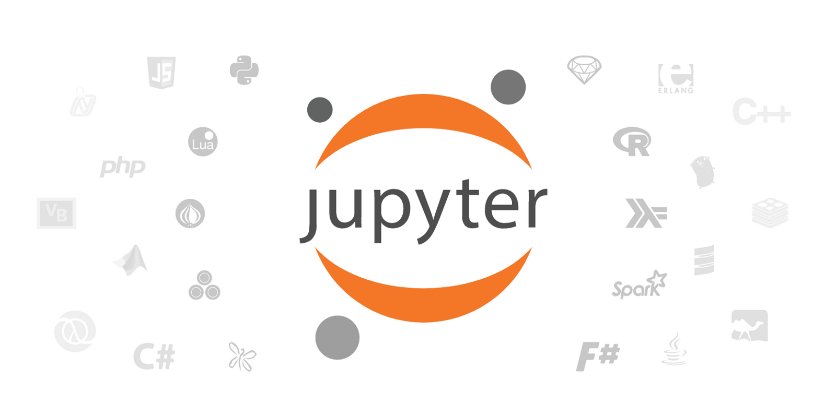 JS
ERLANG
C++
Lua
R
php
VB
jupyter
Spark
C#
F#